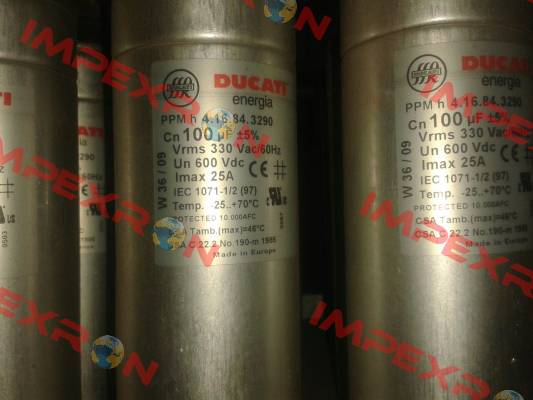 DUCATI
energia
PPM h 4.16.84.3290
Cn 100 µF ±5%
Vrms 330 Vac/60Hz
Un 600 Vdc
Imax 25A
IEC 1071-1/2 (97)
Temp. -25..+70°C
PROTECTED 10.000AFC
CSA Tamb.(max)=46°C
CSA C 22.2 No.190-m 1985
Made in Europe
W 36 / 09
DUCATI
energia
PPM h 4.16.84.3290
Cn 100 µF ±5%
Vrms 330 Vac/60Hz
Un 600 Vdc
Imax 25A
IEC 1071-1/2 (97)
Temp. -25..+70°C
PROTECTED 10.000AFC
CSA Tamb.(max)=46°C
CSA C 22.2 No.190-m 1985
Made in Europe
W 36 / 09
ATI
3290
0503
IMPEXRON
IMPEXRON
IMPEXRON
IMPEXRON
IMPEXRON